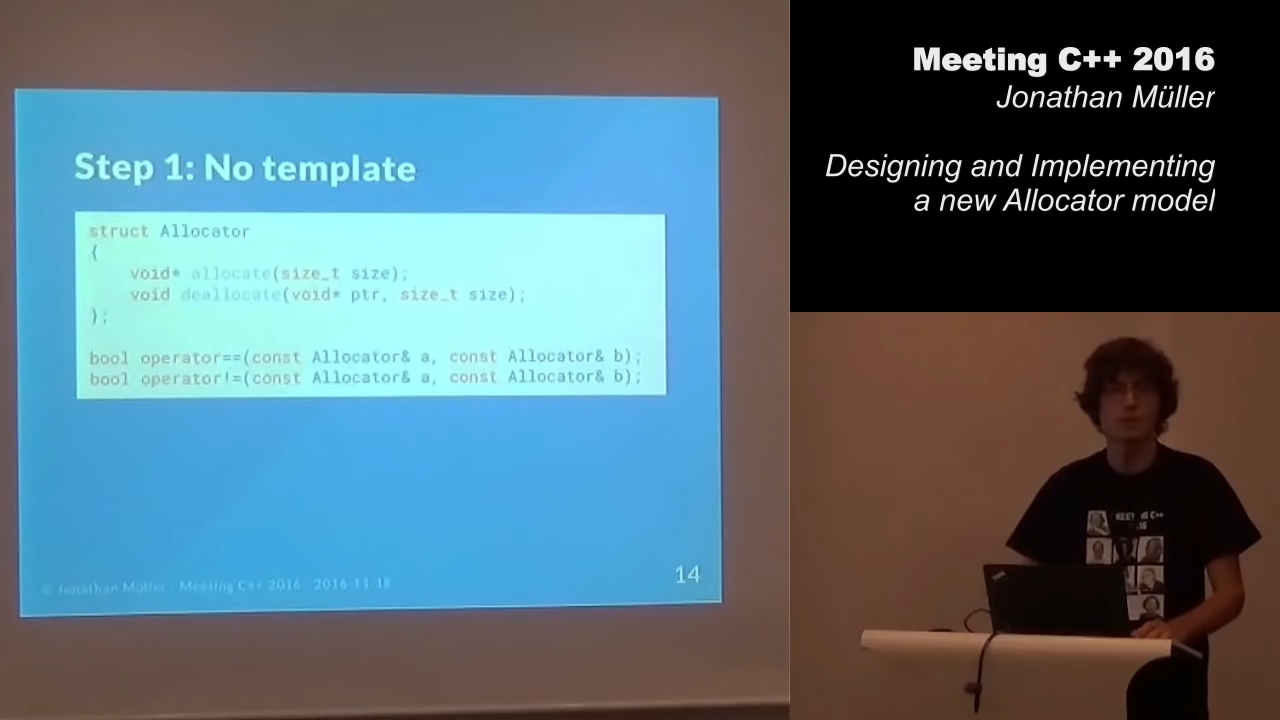 Meeting C++ 2016
Jonathan Müller
Designing and Implementing
a new Allocator model
Step 1: No template
struct Allocator
{
void* allocate(size_t size);
void deallocate(void* ptr, size_t size);
};
bool operator==(const Allocator& a, const Allocator& b);
bool operator!=(const Allocator& a, const Allocator& b);
© Jonathan Müller - Meeting C++ 2016 - 2016-11-18
14